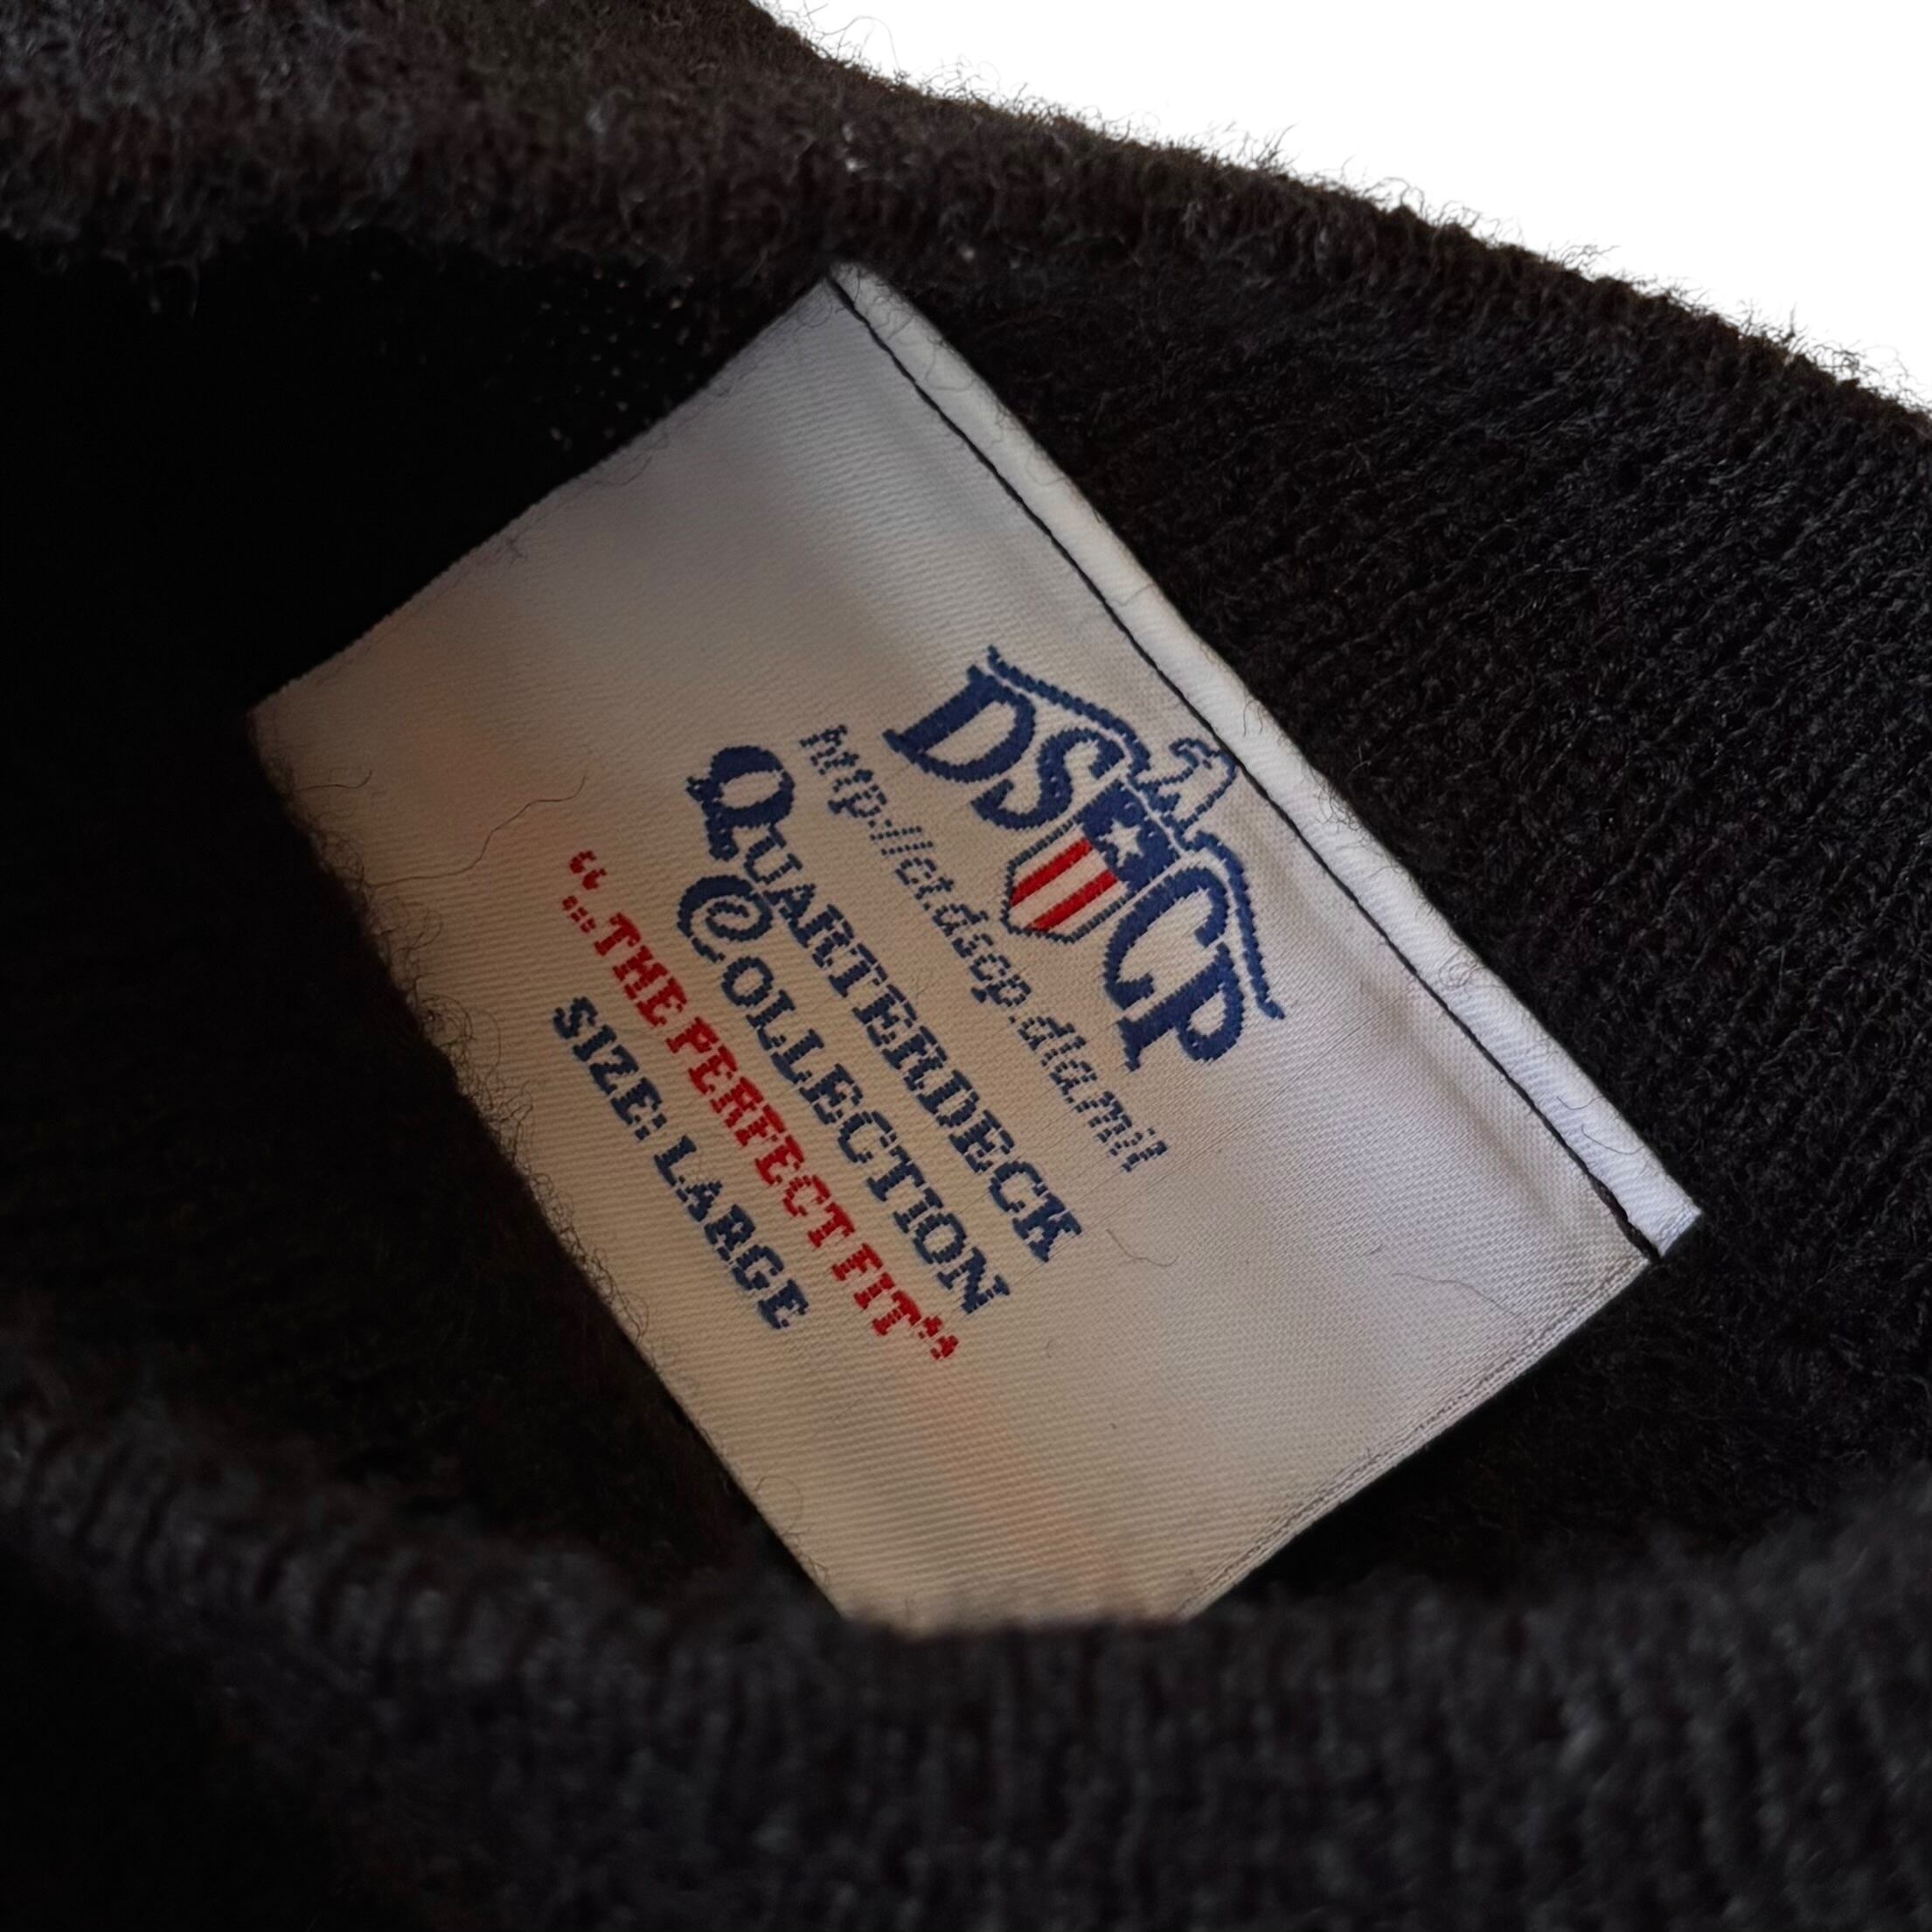 DSCP
http://ct.dscp.dla.mil
QUARTERDECK
COLLECTION
"...THE PERFECT FIT"
SIZE: LARGE